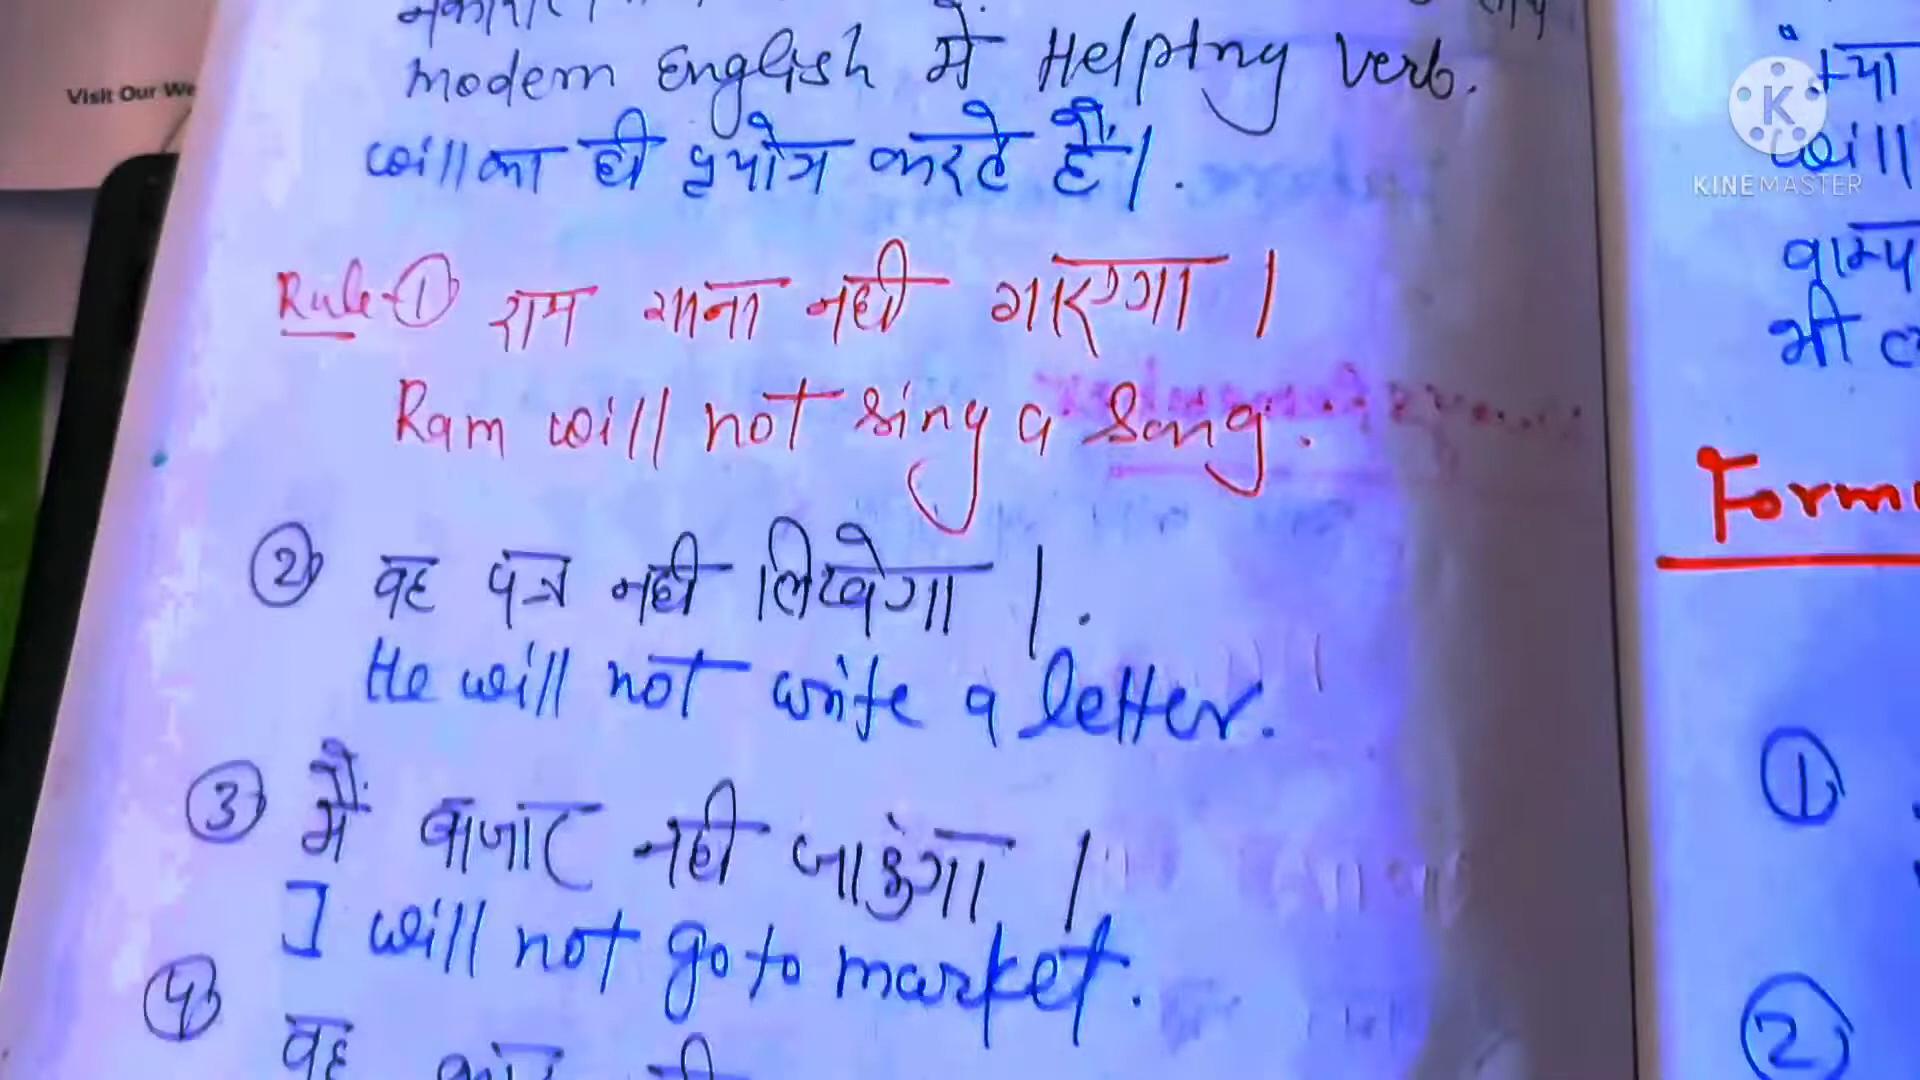 modern English में Helping verb.
will का ही प्रयोग करते हैं।.
Rule-① राम गाना नही गाएगा।
Ram will not sing a song.
② वह पत्र नही लिखेगा।.
He will not write a letter.
③ मैं बाजार नही जाऊंगा।
I will not go to market.
④ वह
Visit Our We
will
भी
Form
①
②
K
KINEMASTER